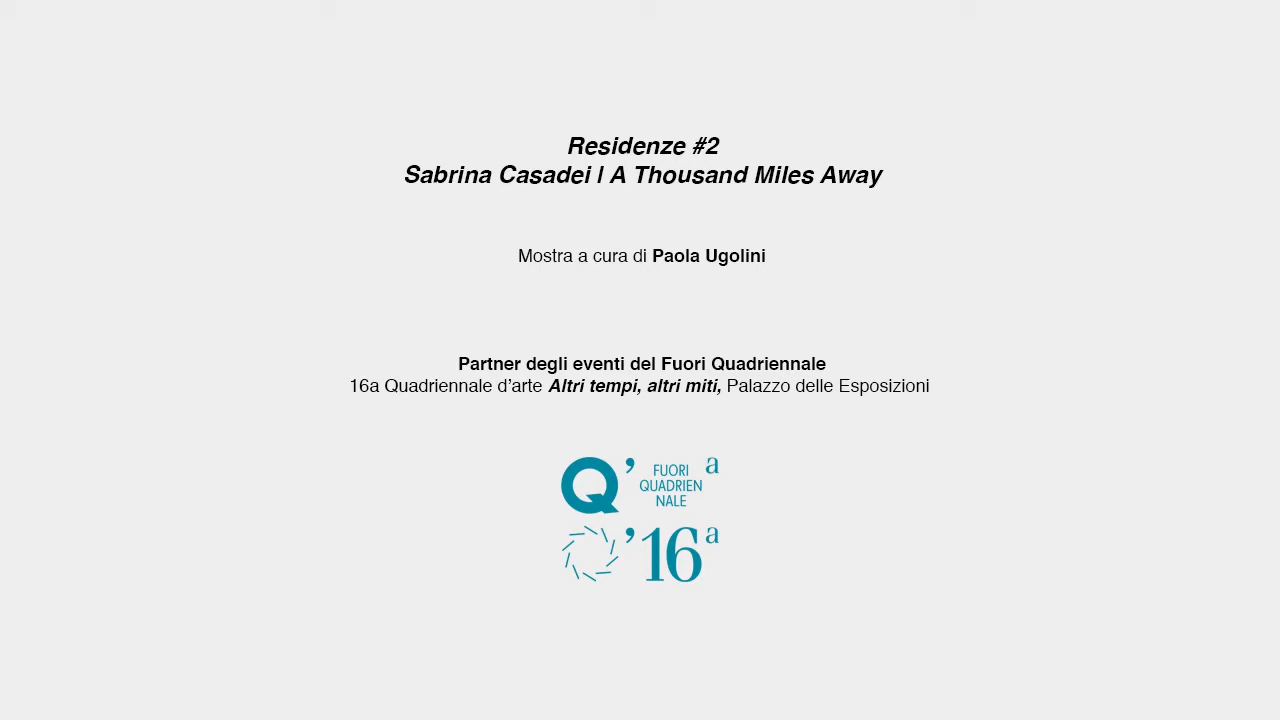 Residenze #2
Sabrina Casadei | A Thousand Miles Away
Mostra a cura di Paola Ugolini
Partner degli eventi del Fuori Quadriennale
16a Quadriennale d’arte Altri tempi, altri miti, Palazzo delle Esposizioni
Q’ FUORI a
QUADRIEN
NALE
’16a